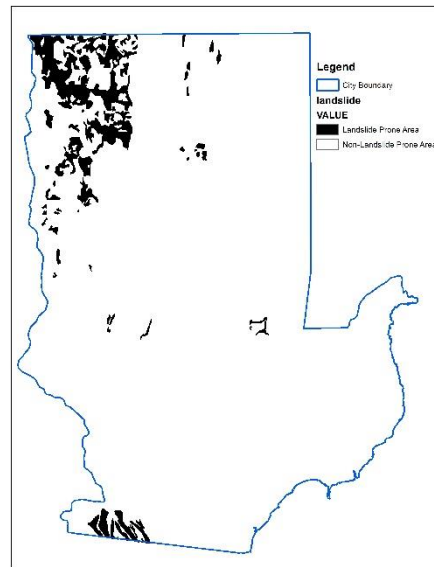 Legend
City Boundary
landslide
VALUE
Landslide Prone Area
Non-Landslide Prone Area